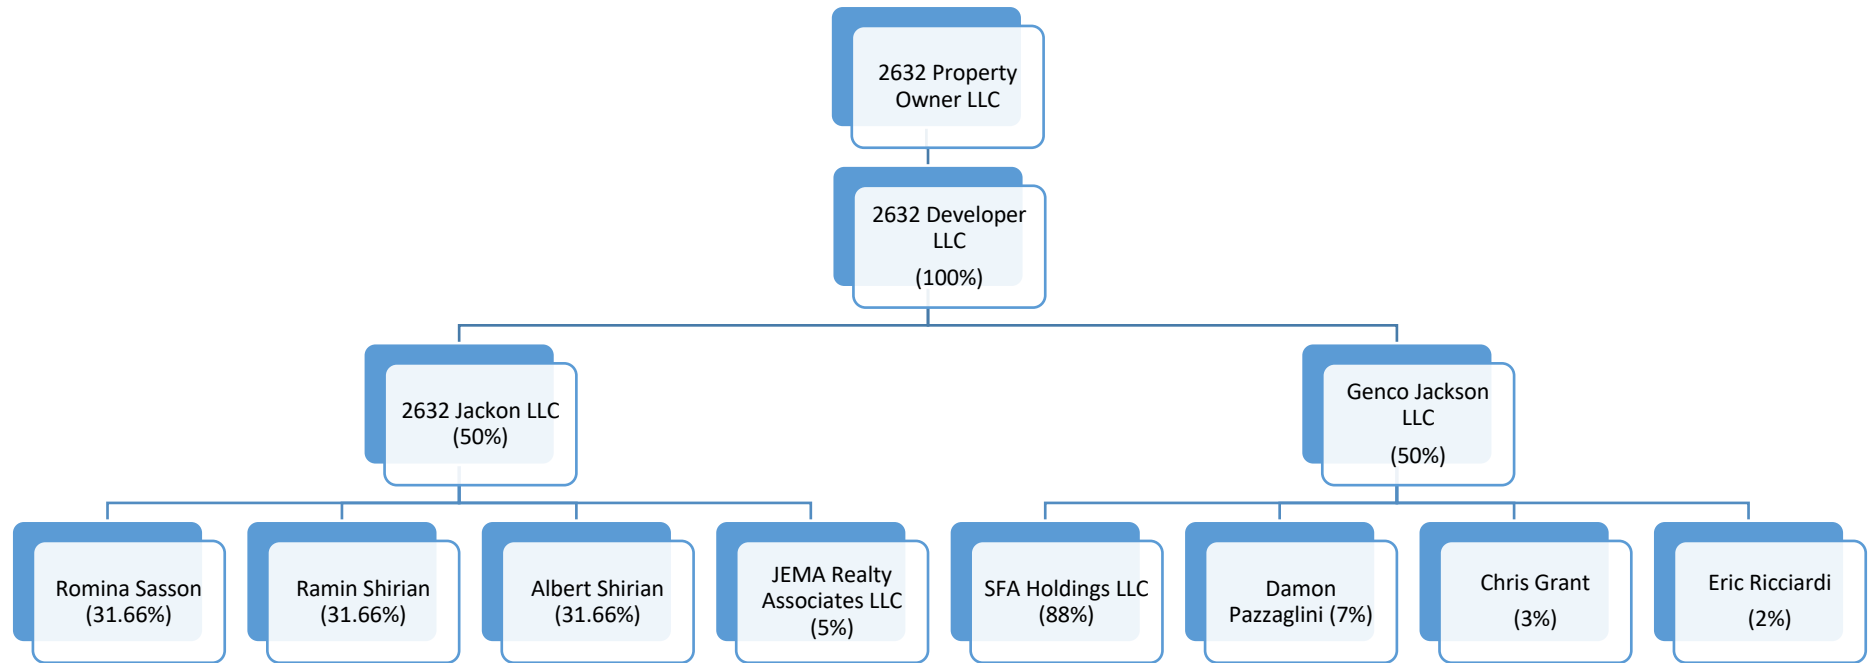 2632 Property
Owner LLC
2632 Developer
LLC
(100%)
2632 Jackon LLC
(50%)
Genco Jackson
LLC
(50%)
Romina Sasson
(31.66%)
Ramin Shirian
(31.66%)
Albert Shirian
(31.66%)
JEMA Realty
Associates LLC
(5%)
SFA Holdings LLC
(88%)
Damon
Pazzaglini (7%)
Chris Grant
(3%)
Eric Ricciardi
(2%)